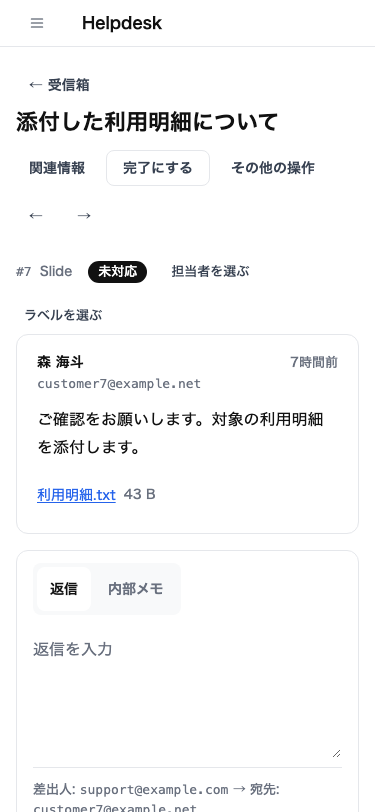 Helpdesk
← 受信箱
添付した利用明細について
関連情報 完了にする その他の操作
← →
#7 Slide 未対応 担当者を選ぶ
ラベルを選ぶ
森 海斗 7時間前
customer7@example.net
ご確認をお願いします。対象の利用明細
を添付します。
利用明細.txt 43 B
返信 内部メモ
返信を入力
差出人: support@example.com → 宛先:
customer7@example.net